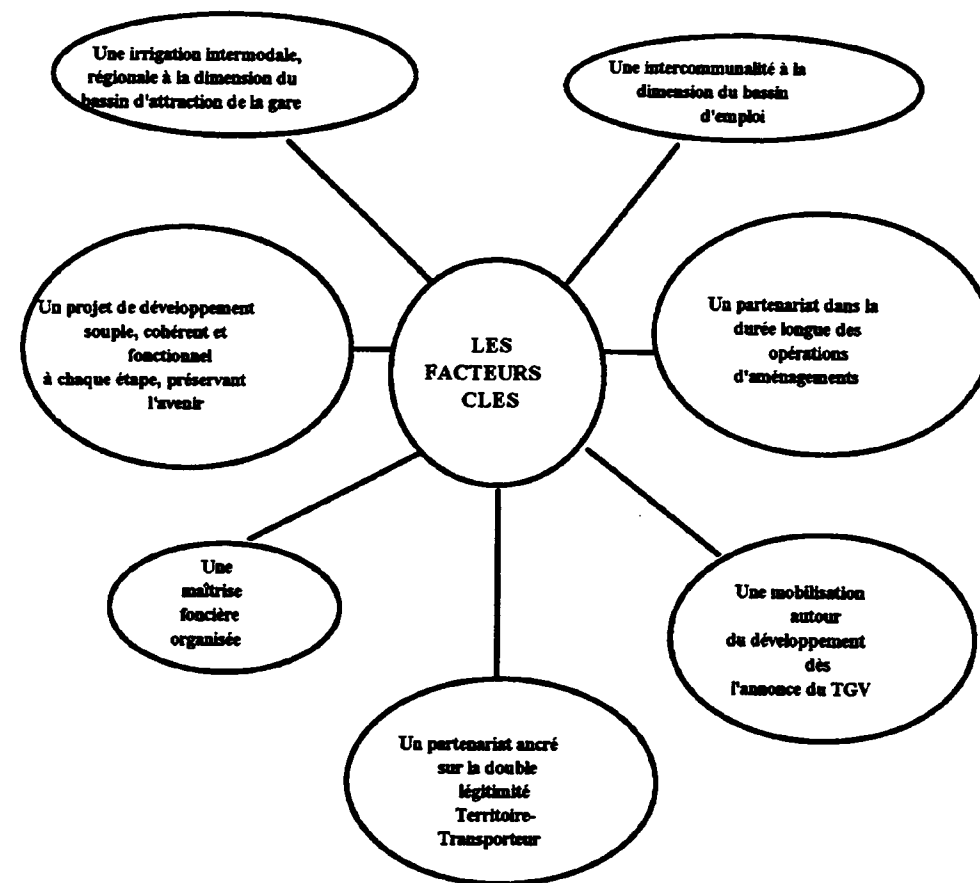 Une irrigation intermodale,
régionale à la dimension du
bassin d'attraction de la gare
Une intercommunalité à la
dimension du bassin
d'emploi
Un projet de développement
souple, cohérent et
fonctionnel
à chaque étape, préservant
l'avenir
LES
FACTEURS
CLES
Un partenariat dans la
durée longue des
opérations
d'aménagements
Une
maîtrise
foncière
organisée
Une mobilisation
autour
du développement
dès
l'annonce du TGV
Un partenariat ancré
sur la double
légitimité
Territoire-
Transporteur